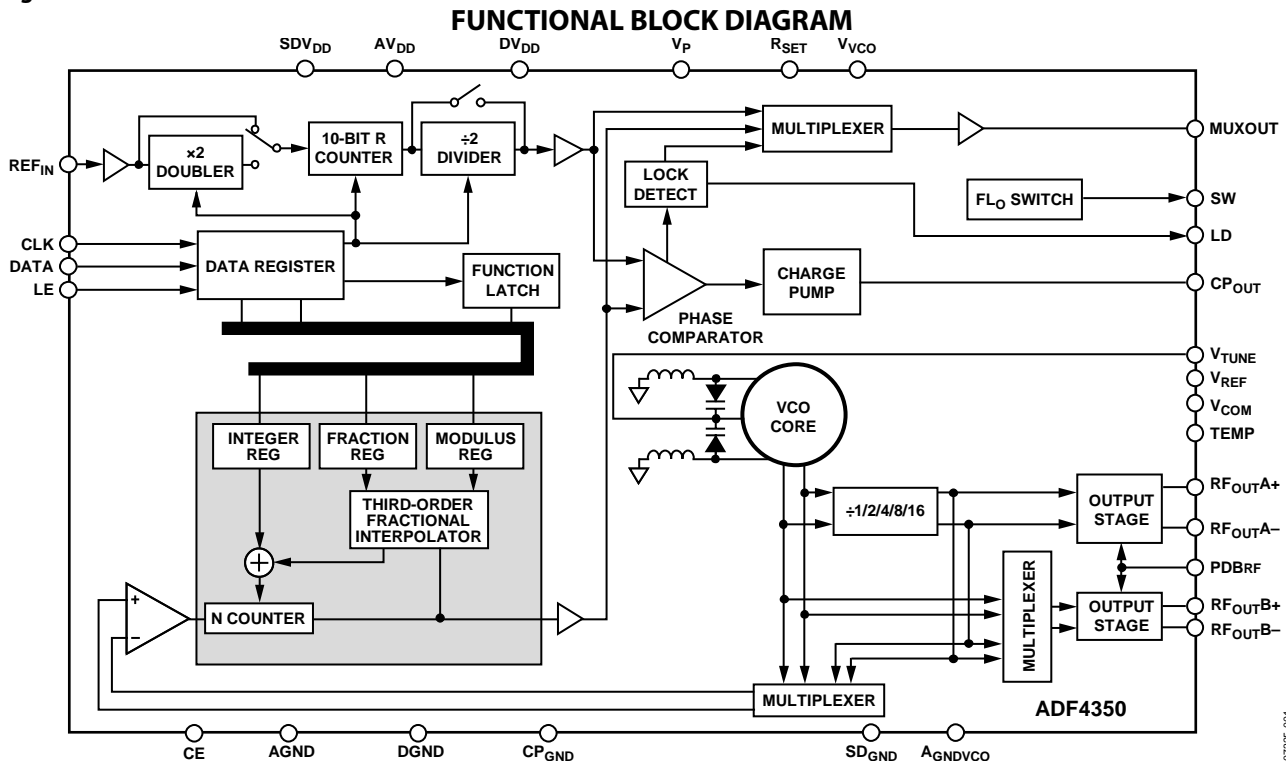 FUNCTIONAL BLOCK DIAGRAM
SDVDD
AVDD
DVDD
VP
RSET
VVCO
REFIN
×2
DOUBLER
10-BIT R
COUNTER
÷2
DIVIDER
MULTIPLEXER
MUXOUT
LOCK
DETECT
FLO SWITCH
SW
LD
CLK
DATA
LE
DATA REGISTER
FUNCTION
LATCH
CHARGE
PUMP
CPOUT
PHASE
COMPARATOR
VTUNE
VREF
VCOM
TEMP
VCO
CORE
INTEGER
REG
FRACTION
REG
MODULUS
REG
THIRD-ORDER
FRACTIONAL
INTERPOLATOR
+
−
N COUNTER
÷1/2/4/8/16
OUTPUT
STAGE
RFOUTA+
RFOUTA−
PDBRF
MULTIPLEXER
OUTPUT
STAGE
RFOUTB+
RFOUTB−
MULTIPLEXER
ADF4350
CE
AGND
DGND
CPGND
SDGND
AGNDVCO